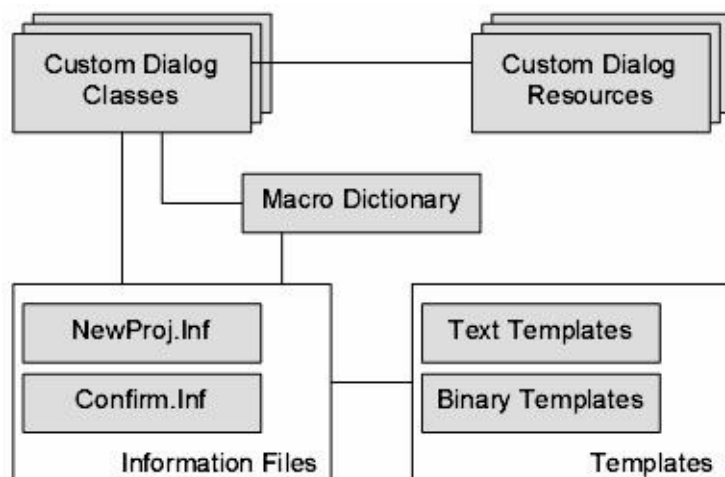 Custom Dialog
Classes
Custom Dialog
Resources
Macro Dictionary
NewProj.Inf
Confirm.Inf
Information Files
Text Templates
Binary Templates
Templates